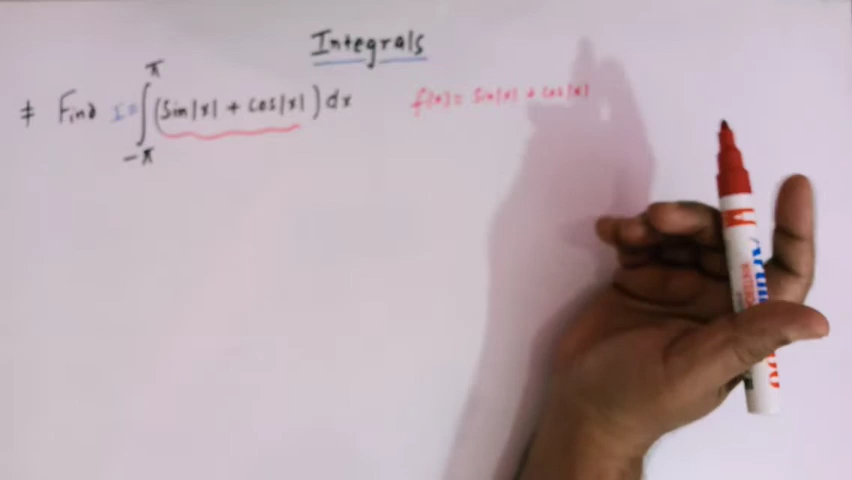 Integrals
# Find I = ∫_{-π}^{π} (Sin|x| + cos|x|) dx
f(x) = Sin|x| + cos|x|